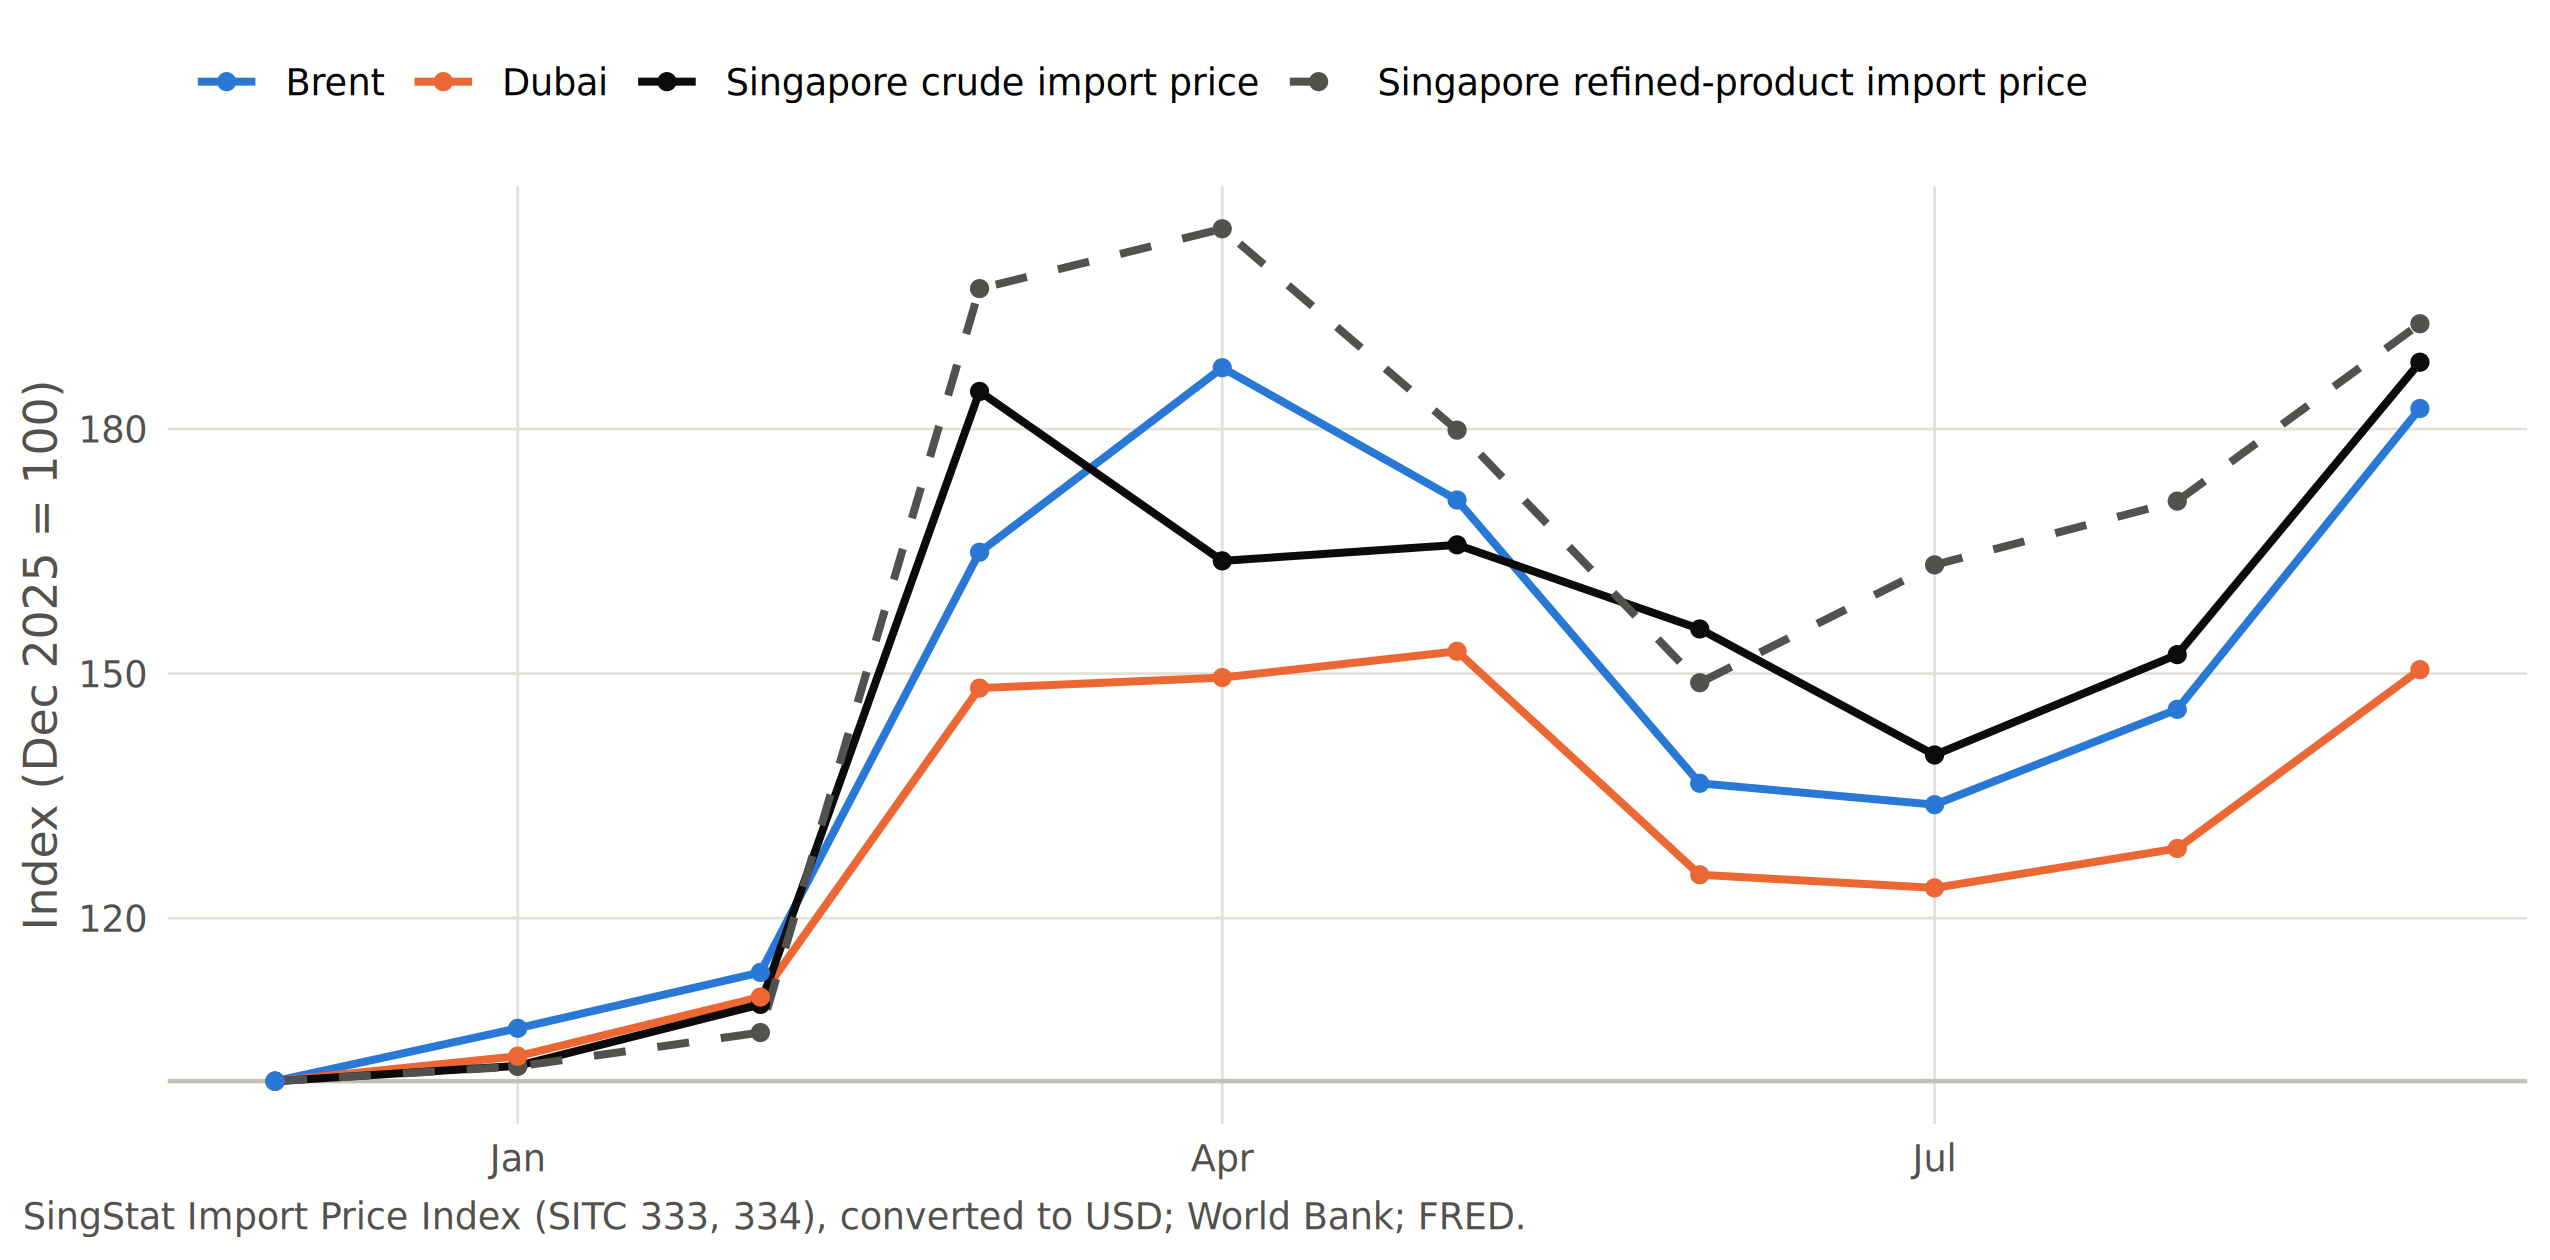 Brent Dubai Singapore crude import price Singapore refined-product import price
Index (Dec 2025 = 100)
180
150
120
Jan Apr Jul
SingStat Import Price Index (SITC 333, 334), converted to USD; World Bank; FRED.